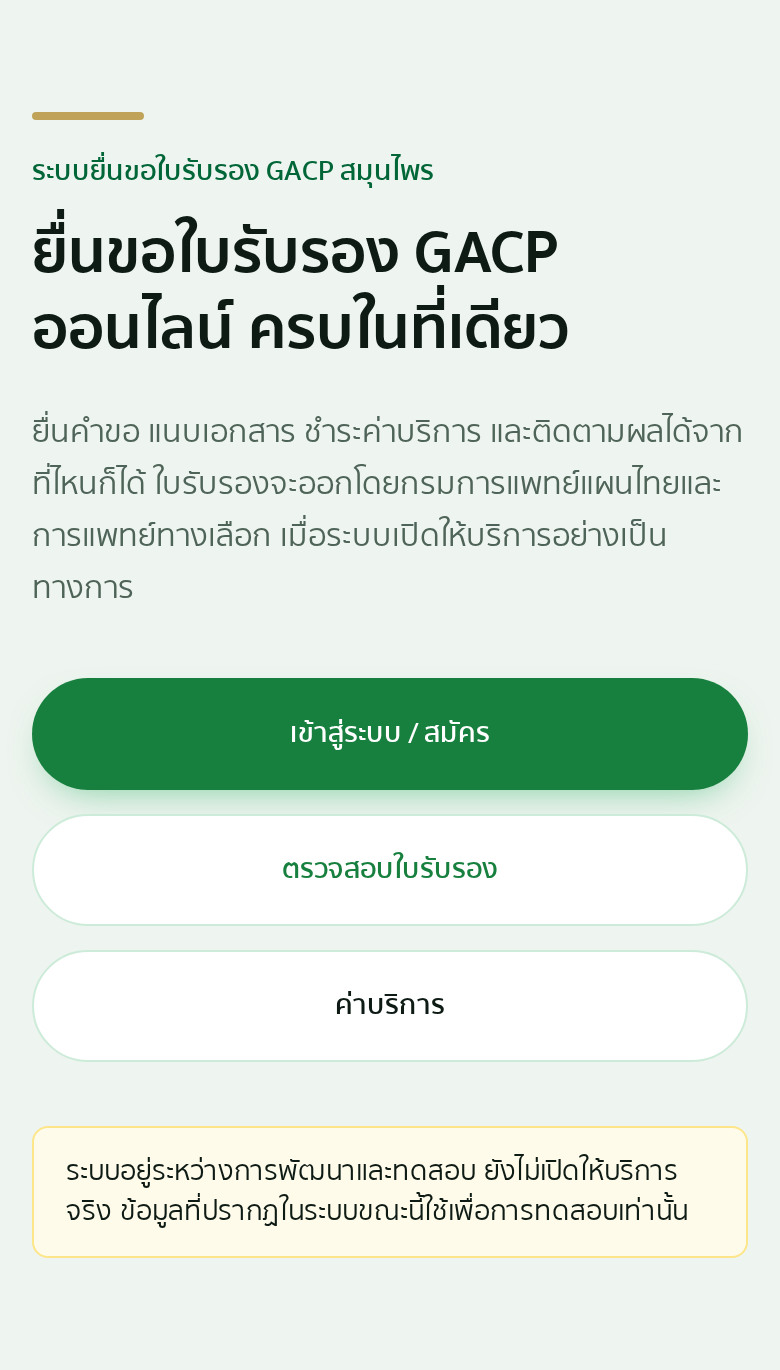 ระบบยื่นขอใบรับรอง GACP สมุนไพร
ยื่นขอใบรับรอง GACP
ออนไลน์ ครบในที่เดียว
ยื่นคำขอ แนบเอกสาร ชำระค่าบริการ และติดตามผลได้จาก
ที่ไหนก็ได้ ใบรับรองจะออกโดยกรมการแพทย์แผนไทยและ
การแพทย์ทางเลือก เมื่อระบบเปิดให้บริการอย่างเป็น
ทางการ
เข้าสู่ระบบ / สมัคร
ตรวจสอบใบรับรอง
ค่าบริการ
ระบบอยู่ระหว่างการพัฒนาและทดสอบ ยังไม่เปิดให้บริการ
จริง ข้อมูลที่ปรากฏในระบบขณะนี้ใช้เพื่อการทดสอบเท่านั้น